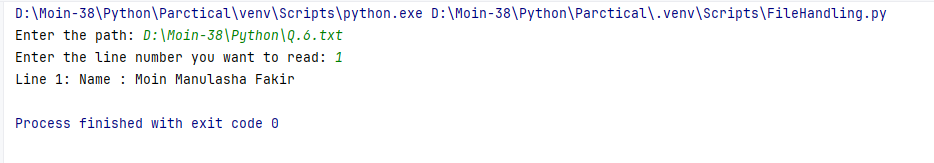 D:\Moin-38\Python\Parctical\venv\Scripts\python.exe D:\Moin-38\Python\Parctical\.venv\Scripts\FileHandling.py
Enter the path: D:\Moin-38\Python\Q.6.txt
Enter the line number you want to read: 1
Line 1: Name : Moin Manulasha Fakir
Process finished with exit code 0